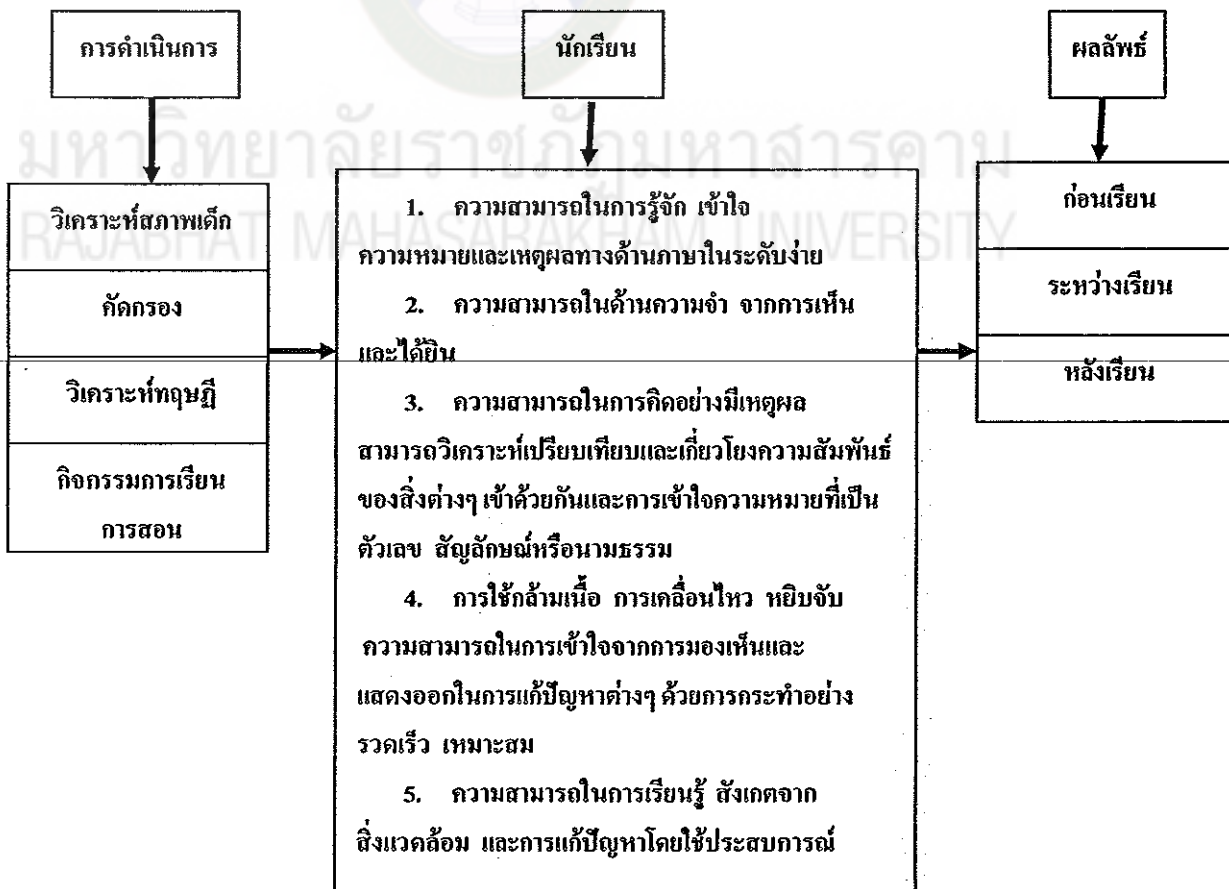 การดำเนินการ
นักเรียน
ผลลัพธ์
มหาวิทยาลัยราชภัฏมหาสารคาม
RAJABHAT MAHASARAKHAM UNIVERSITY
วิเคราะห์สภาพเด็ก
คัดกรอง
วิเคราะห์ทฤษฎี
กิจกรรมการเรียน
การสอน
1. ความสามารถในการรู้จัก เข้าใจ
ความหมายและเหตุผลทางด้านภาษาในระดับง่าย
2. ความสามารถในด้านความจำ จากการเห็น
และได้ยิน
3. ความสามารถในการคิดอย่างมีเหตุผล
สามารถวิเคราะห์เปรียบเทียบและเกี่ยวโยงความสัมพันธ์
ของสิ่งต่างๆ เข้าด้วยกันและการเข้าใจความหมายที่เป็น
ตัวเลข สัญลักษณ์หรือนามธรรม
4. การใช้กล้ามเนื้อ การเคลื่อนไหว หยิบจับ
ความสามารถในการเข้าใจจากการมองเห็นและ
แสดงออกในการแก้ปัญหาต่างๆ ด้วยการกระทำอย่าง
รวดเร็ว เหมาะสม
5. ความสามารถในการเรียนรู้ สังเกตจาก
สิ่งแวดล้อม และการแก้ปัญหาโดยใช้ประสบการณ์
ก่อนเรียน
ระหว่างเรียน
หลังเรียน